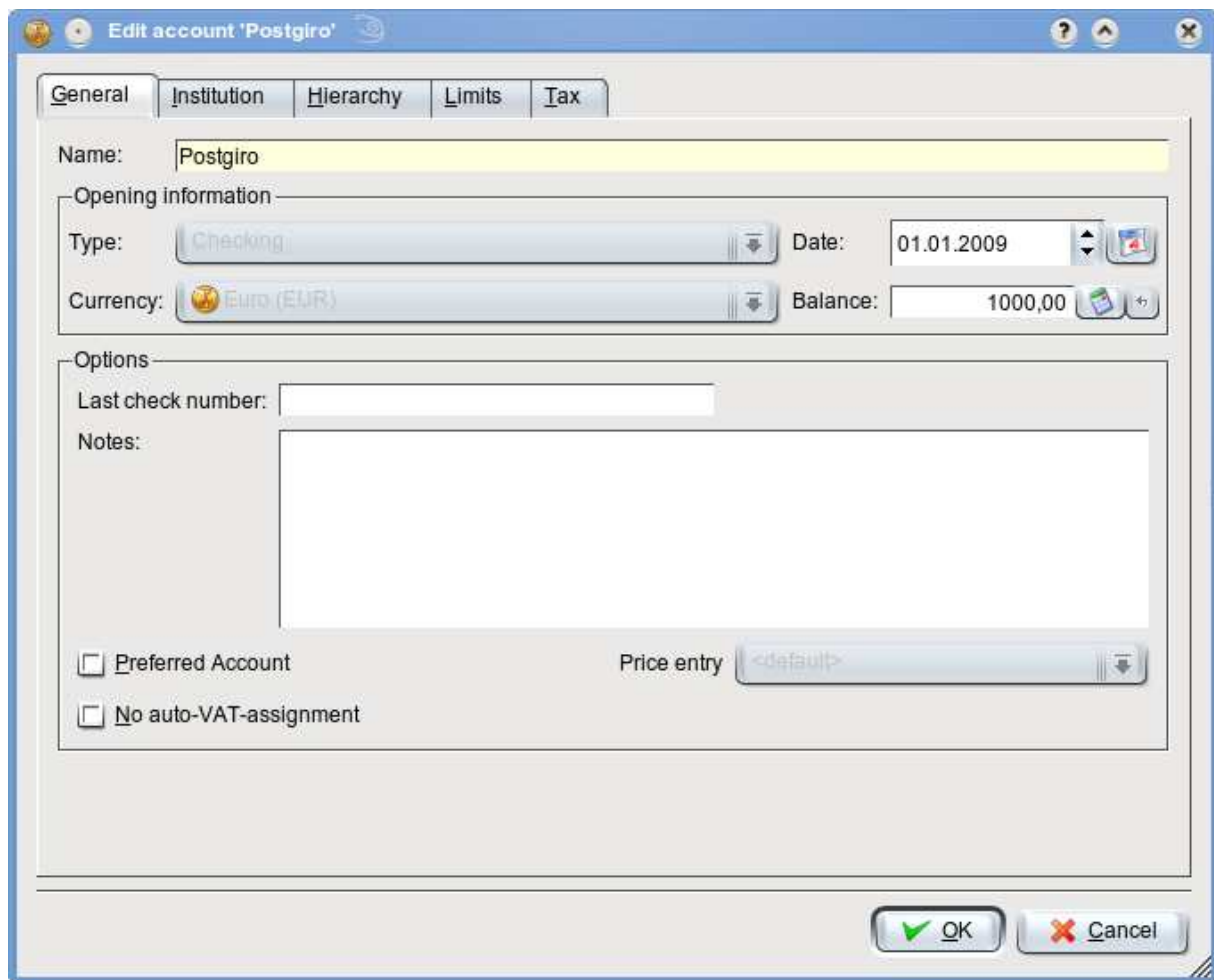 Edit account 'Postgiro'
General Institution Hierarchy Limits Tax
Name: Postgiro
Opening information
Type: Checking Date: 01.01.2009
Currency: Euro (EUR) Balance: 1000,00
Options
Last check number:
Notes:
Preferred Account Price entry <default>
No auto-VAT-assignment
OK Cancel